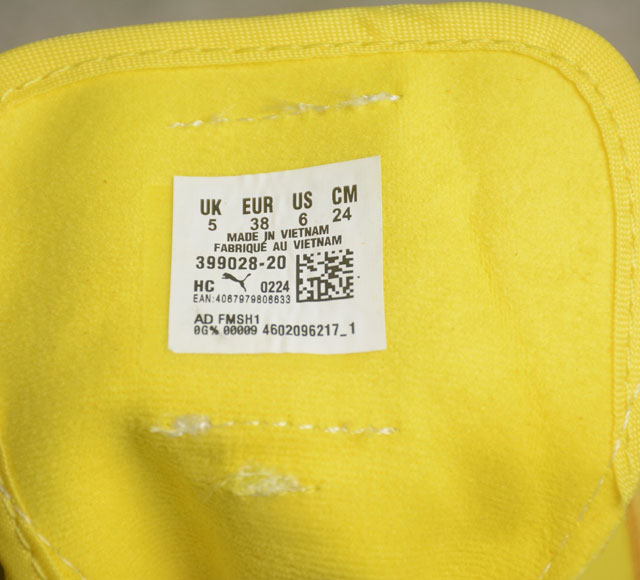 UK EUR US CM
5 38 6 24
MADE IN VIETNAM
FABRIQUÉ AU VIETNAM
399028-20
HC 0224
EAN:4067979806633
AD FMSH1
0G% 00009 4602096217_1